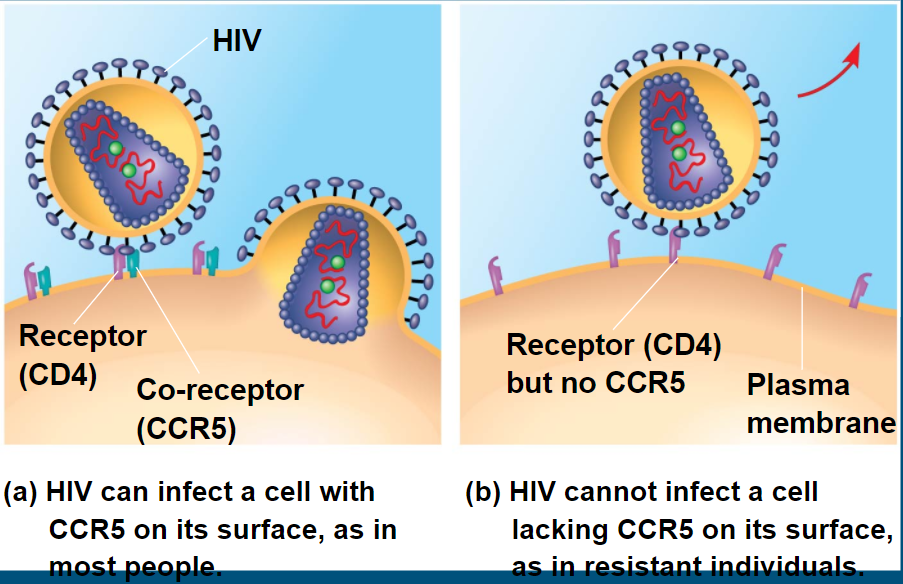 HIV
Receptor
(CD4)
Co-receptor
(CCR5)
(a) HIV can infect a cell with
CCR5 on its surface, as in
most people.
Receptor (CD4)
but no CCR5
Plasma
membrane
(b) HIV cannot infect a cell
lacking CCR5 on its surface,
as in resistant individuals.